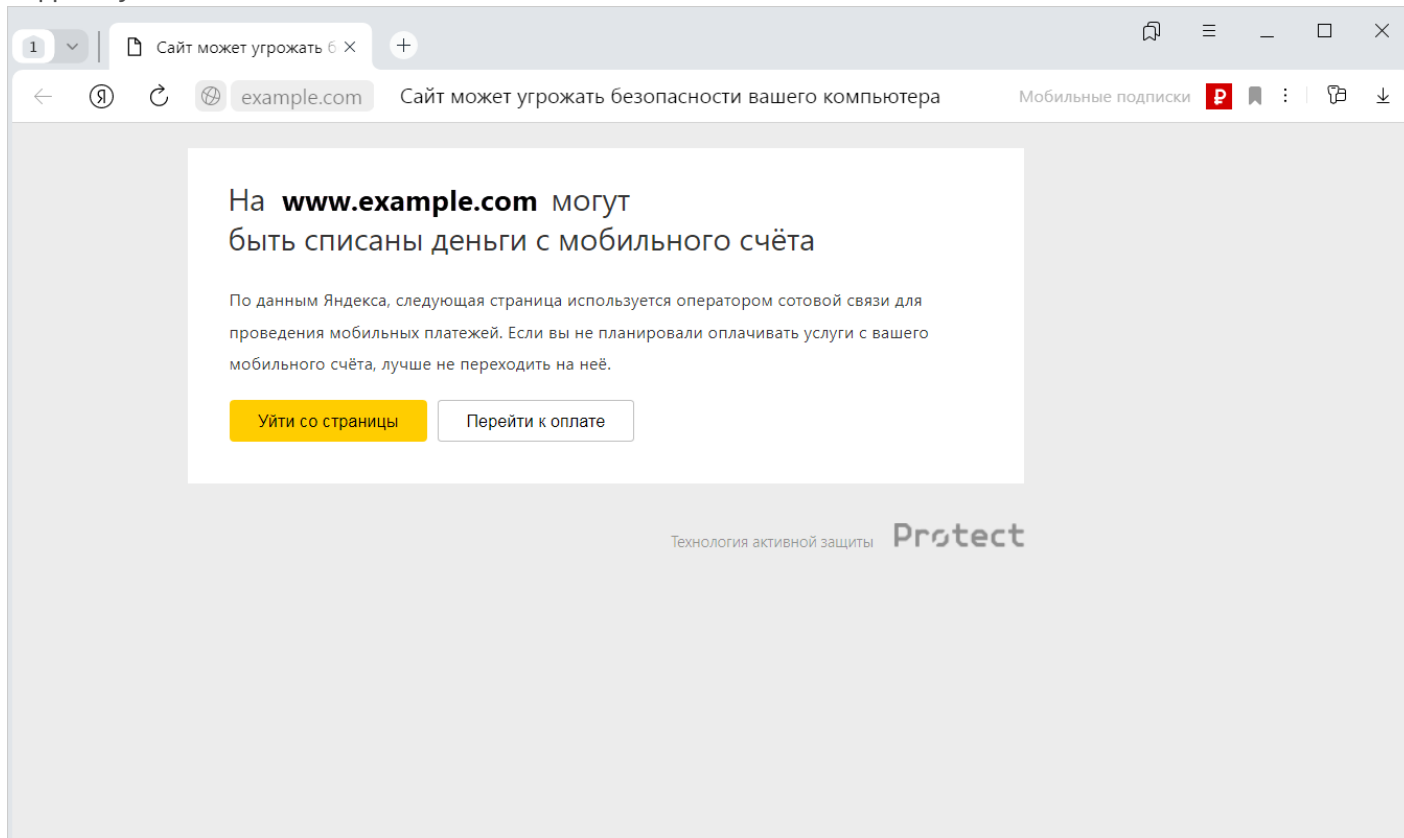 1
Сайт может угрожать б
example.com
Сайт может угрожать безопасности вашего компьютера
Мобильные подписки
На www.example.com могут
быть списаны деньги с мобильного счёта
По данным Яндекса, следующая страница используется оператором сотовой связи для
проведения мобильных платежей. Если вы не планировали оплачивать услуги с вашего
мобильного счёта, лучше не переходить на неё.
Уйти со страницы
Перейти к оплате
Технология активной защиты Protect